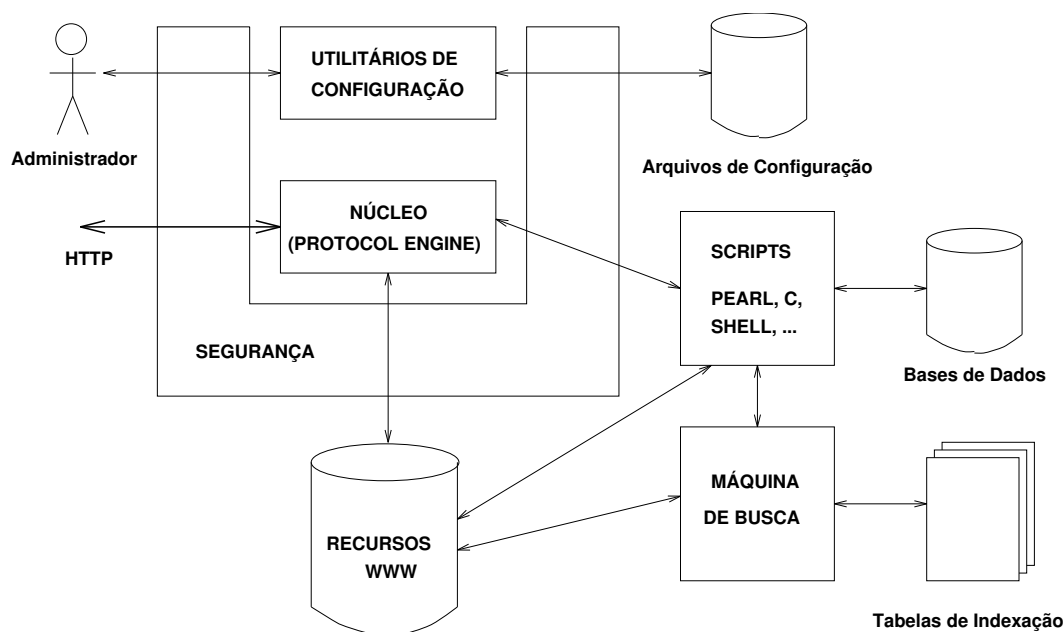 UTILITÁRIOS DE
CONFIGURAÇÃO
Administrador
Arquivos de Configuração
NÚCLEO
(PROTOCOL ENGINE)
HTTP
SCRIPTS
PEARL, C,
SHELL, ...
SEGURANÇA
Bases de Dados
MÁQUINA
DE BUSCA
RECURSOS
WWW
Tabelas de Indexação